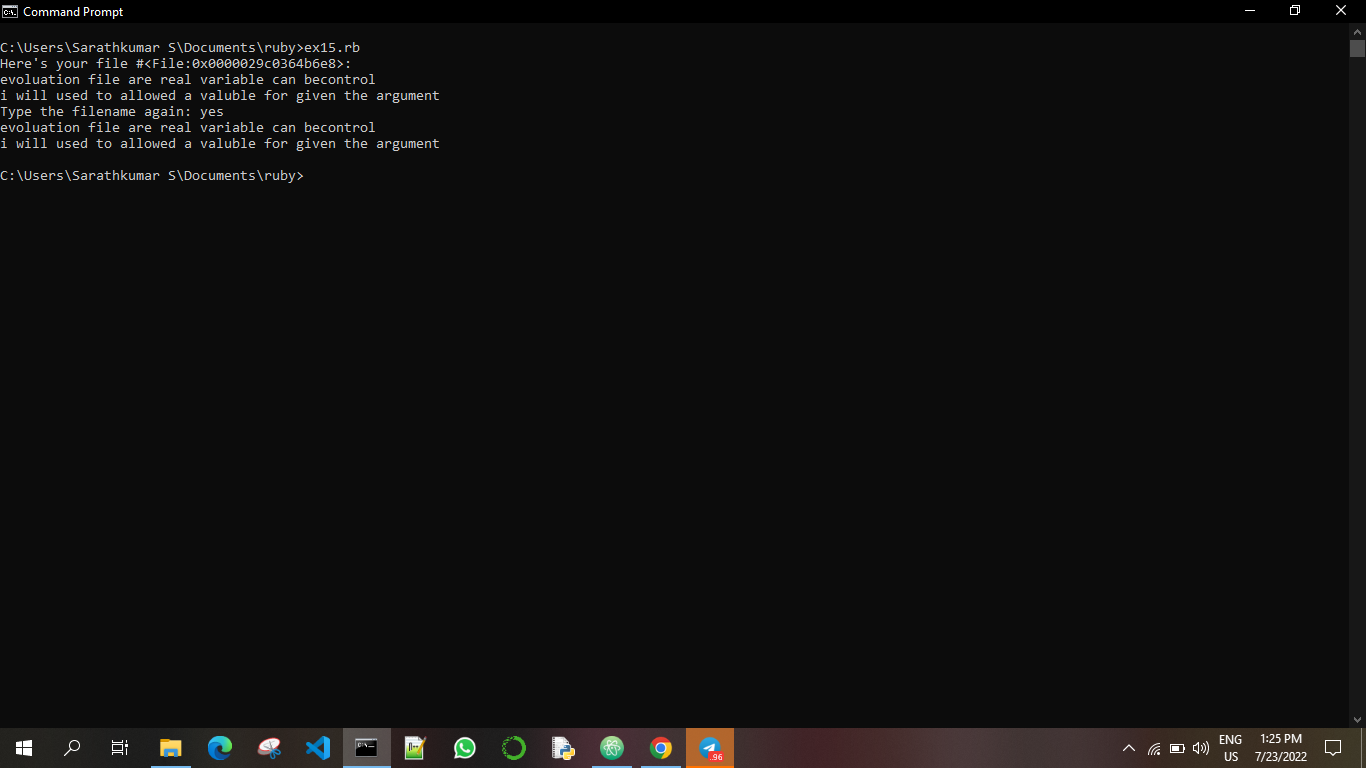 Command Prompt
C:\Users\Sarathkumar S\Documents\ruby>ex15.rb
Here's your file #<File:0x0000029c0364b6e8>:
evoluation file are real variable can becontrol
i will used to allowed a valuble for given the argument
Type the filename again: yes
evoluation file are real variable can becontrol
i will used to allowed a valuble for given the argument
C:\Users\Sarathkumar S\Documents\ruby>
.96
ENG
US
1:25 PM
7/23/2022